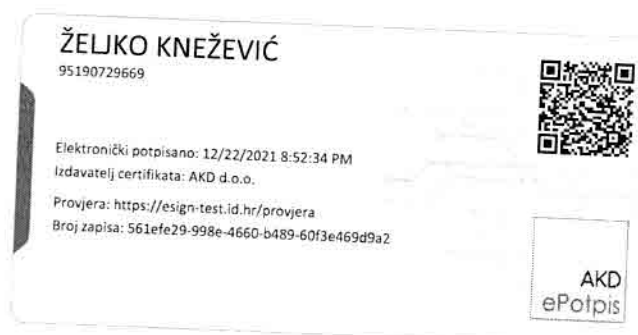 ŽELJKO KNEŽEVIĆ
95190729669
Elektronički potpisano: 12/22/2021 8:52:34 PM
Izdavatelj certifikata: AKD d.o.o.
Provjera: https://esign-test.id.hr/provjera
Broj zapisa: 561efe29-998e-4660-b489-60f3e469d9a2
AKD
ePotpis